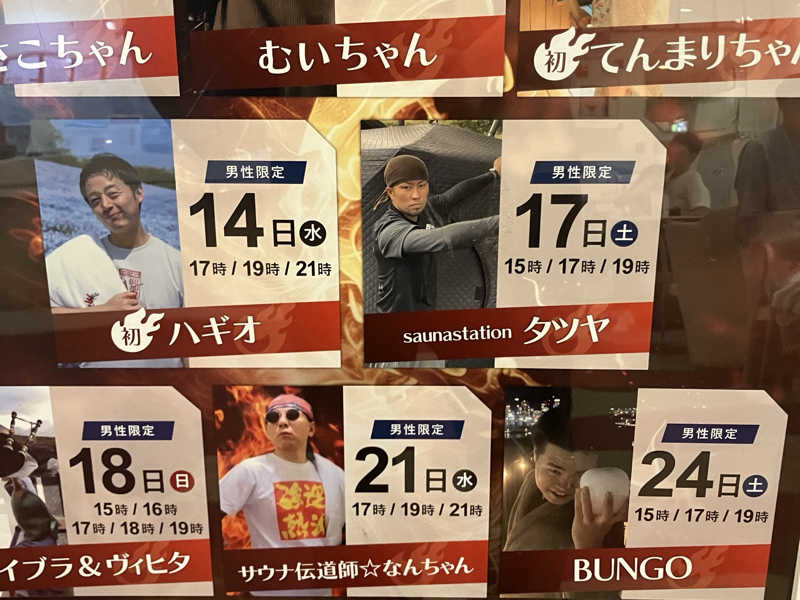 さこちゃん
むいちゃん
初 てんまりちゃん
男性限定
14日 水
17時 / 19時 / 21時
初 ハギオ
男性限定
17日 土
15時 / 17時 / 19時
saunastation タツヤ
男性限定
18日 日
15時 / 16時
17時 / 18時 / 19時
イブラ&ヴィヒタ
男性限定
21日 水
17時 / 19時 / 21時
サウナ伝道師☆なんちゃん
男性限定
24日 土
15時 / 17時 / 19時
BUNGO